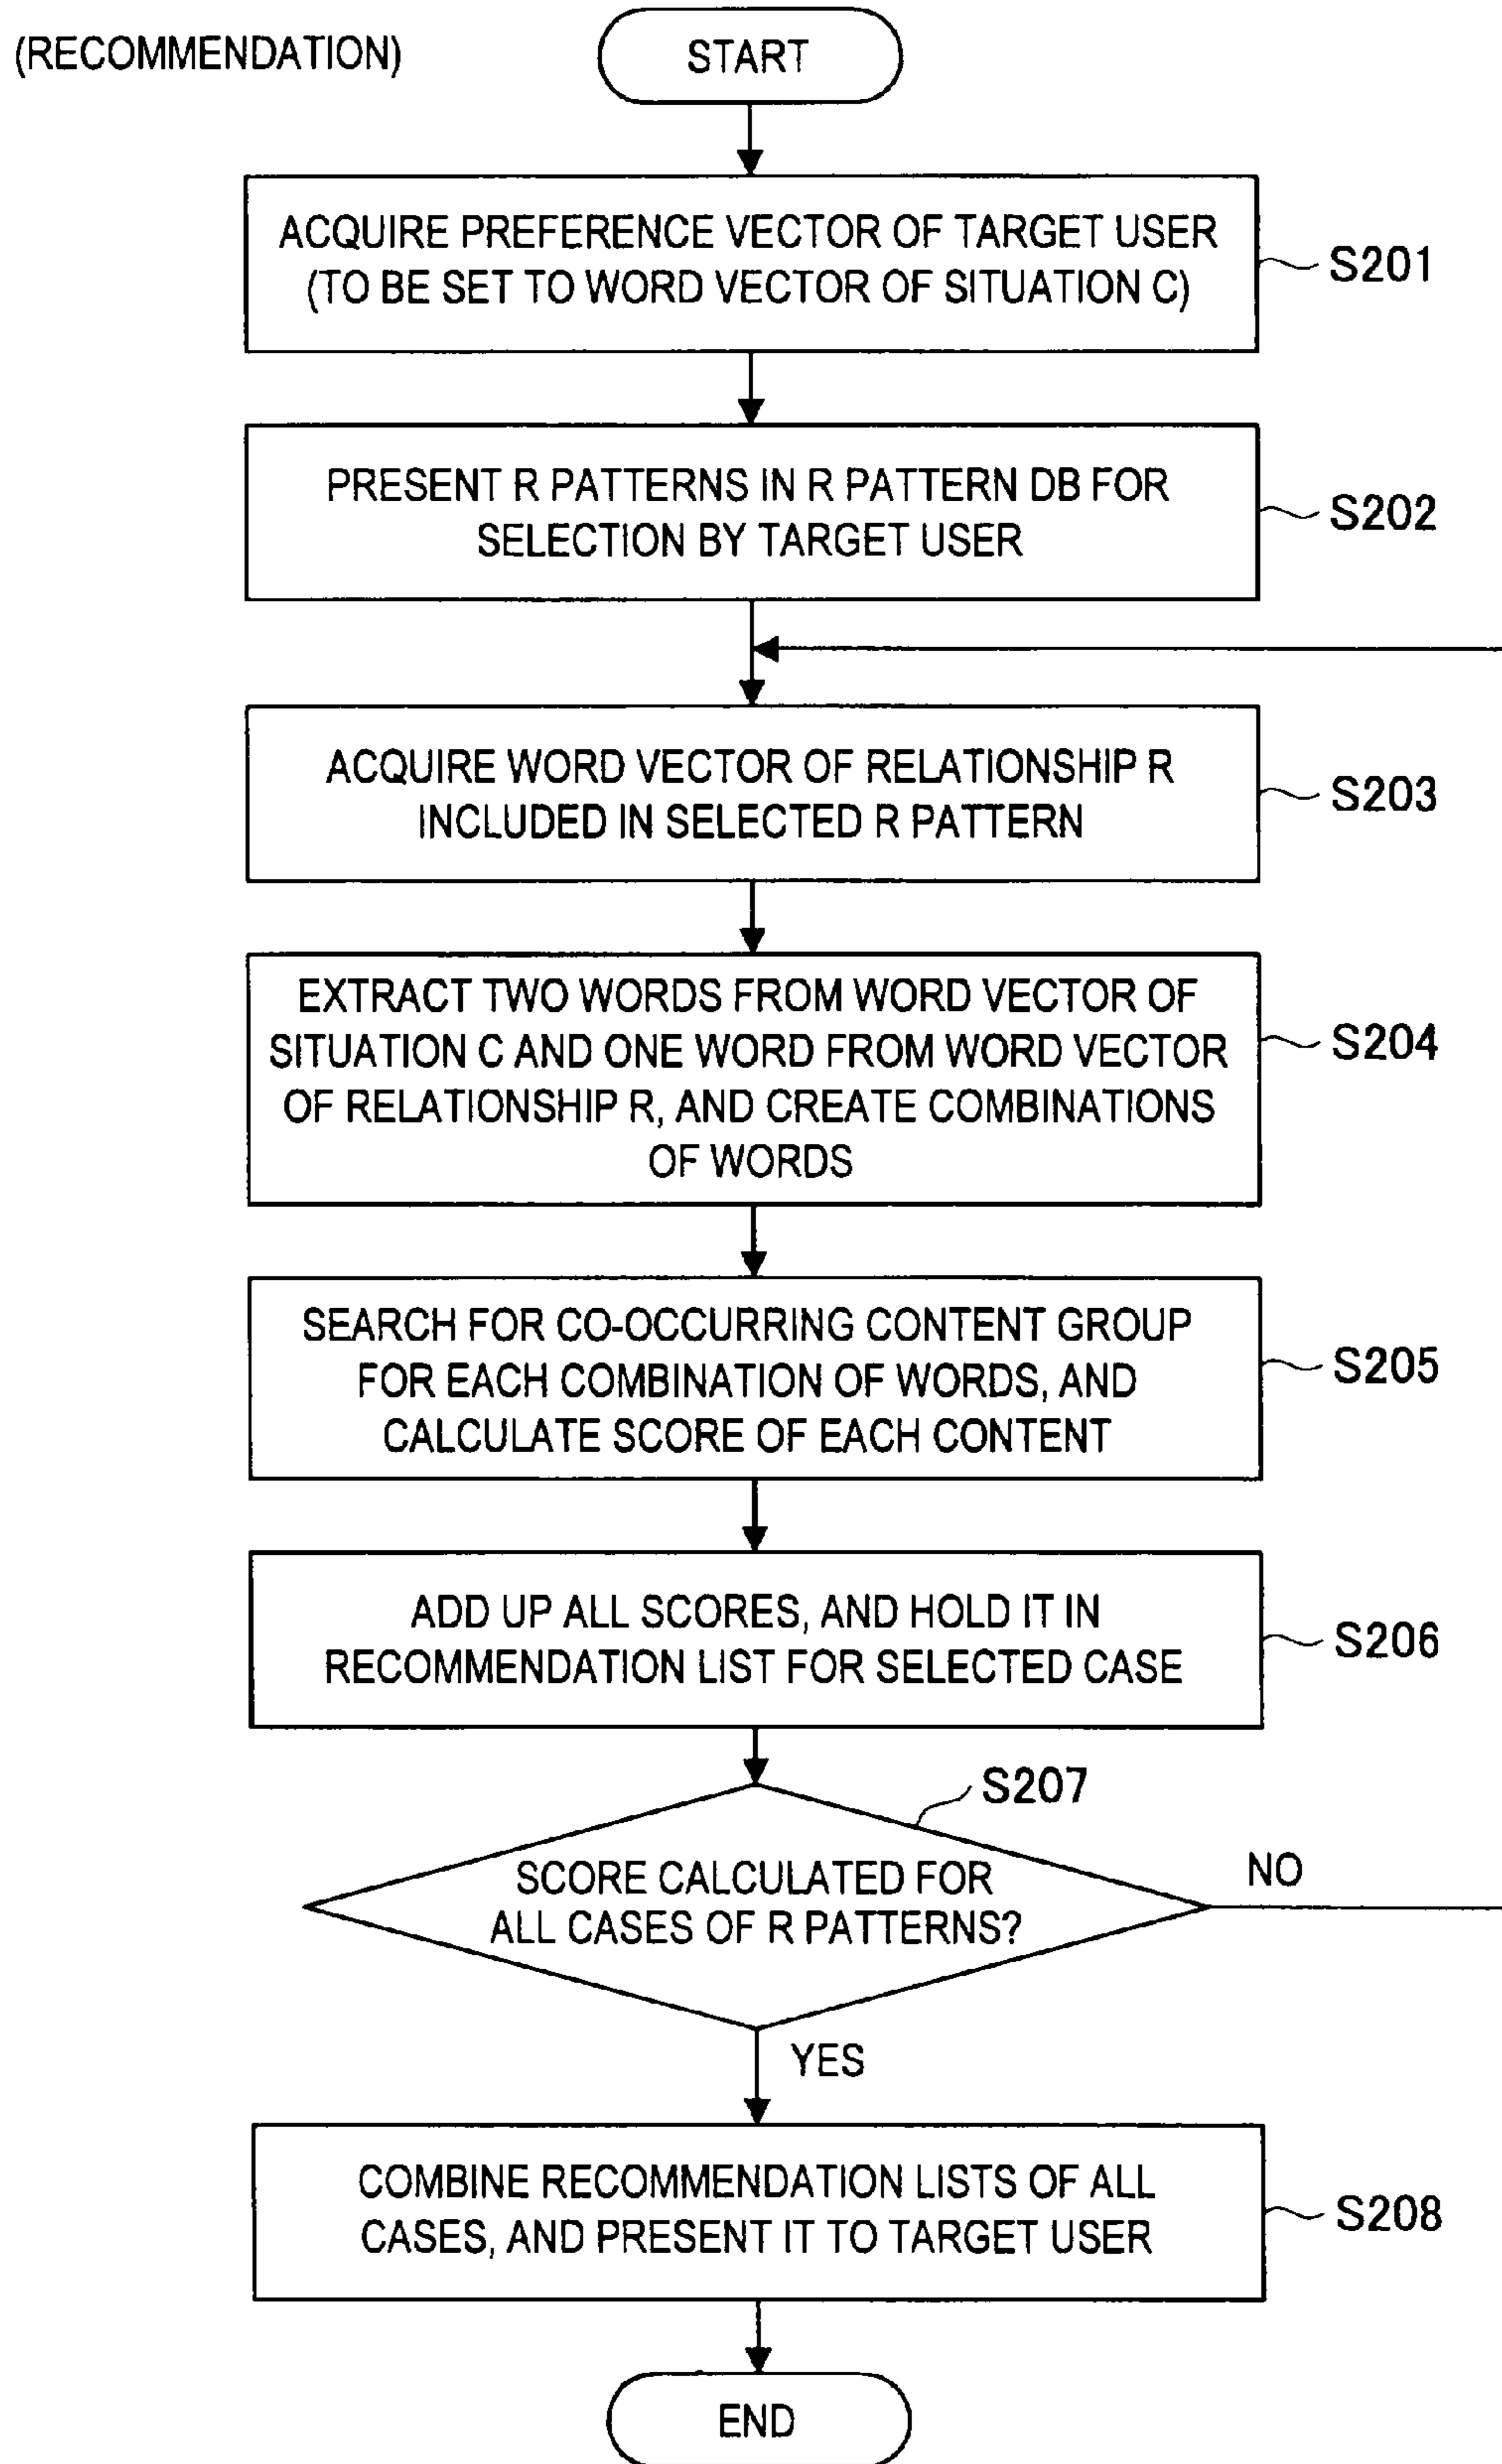 (RECOMMENDATION)
START
ACQUIRE PREFERENCE VECTOR OF TARGET USER
(TO BE SET TO WORD VECTOR OF SITUATION C)
S201
PRESENT R PATTERNS IN R PATTERN DB FOR
SELECTION BY TARGET USER
S202
ACQUIRE WORD VECTOR OF RELATIONSHIP R
INCLUDED IN SELECTED R PATTERN
S203
EXTRACT TWO WORDS FROM WORD VECTOR OF
SITUATION C AND ONE WORD FROM WORD VECTOR
OF RELATIONSHIP R, AND CREATE COMBINATIONS
OF WORDS
S204
SEARCH FOR CO-OCCURRING CONTENT GROUP
FOR EACH COMBINATION OF WORDS, AND
CALCULATE SCORE OF EACH CONTENT
S205
ADD UP ALL SCORES, AND HOLD IT IN
RECOMMENDATION LIST FOR SELECTED CASE
S206
S207
SCORE CALCULATED FOR
ALL CASES OF R PATTERNS?
NO
YES
COMBINE RECOMMENDATION LISTS OF ALL
CASES, AND PRESENT IT TO TARGET USER
S208
END